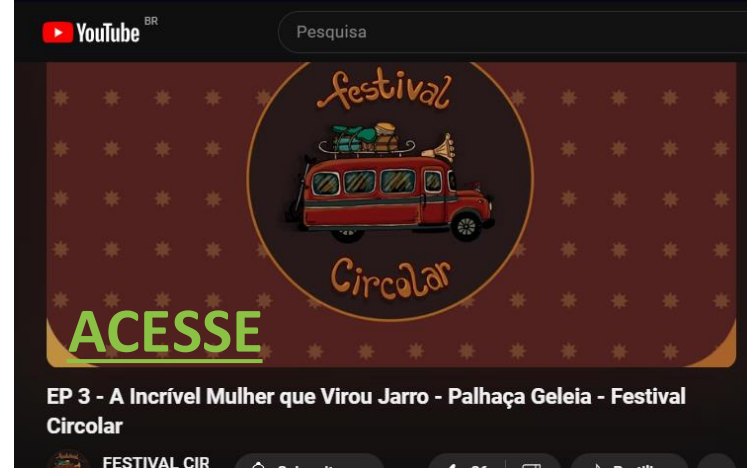 YouTube BR
Pesquisa
festival
Circolar
ACESSE
EP 3 - A Incrível Mulher que Virou Jarro - Palhaça Geleia - Festival
Circolar
FESTIVAL CIR